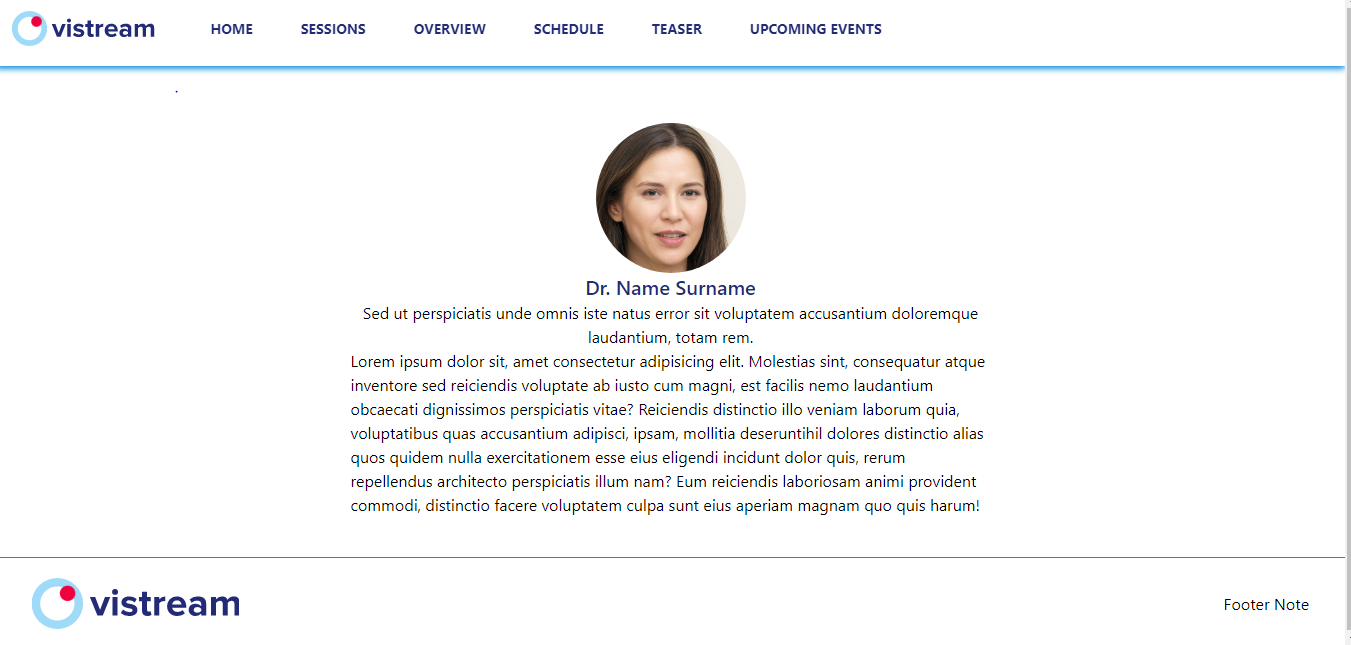 vistream HOME SESSIONS OVERVIEW SCHEDULE TEASER UPCOMING EVENTS
Dr. Name Surname
Sed ut perspiciatis unde omnis iste natus error sit voluptatem accusantium doloremque
laudantium, totam rem.
Lorem ipsum dolor sit, amet consectetur adipisicing elit. Molestias sint, consequatur atque
inventore sed reiciendis voluptate ab iusto cum magni, est facilis nemo laudantium
obcaecati dignissimos perspiciatis vitae? Reiciendis distinctio illo veniam laborum quia,
voluptatibus quas accusantium adipisci, ipsam, mollitia deseruntihil dolores distinctio alias
quos quidem nulla exercitationem esse eius eligendi incidunt dolor quis, rerum
repellendus architecto perspiciatis illum nam? Eum reiciendis laboriosam animi provident
commodi, distinctio facere voluptatem culpa sunt eius aperiam magnam quo quis harum!
vistream Footer Note